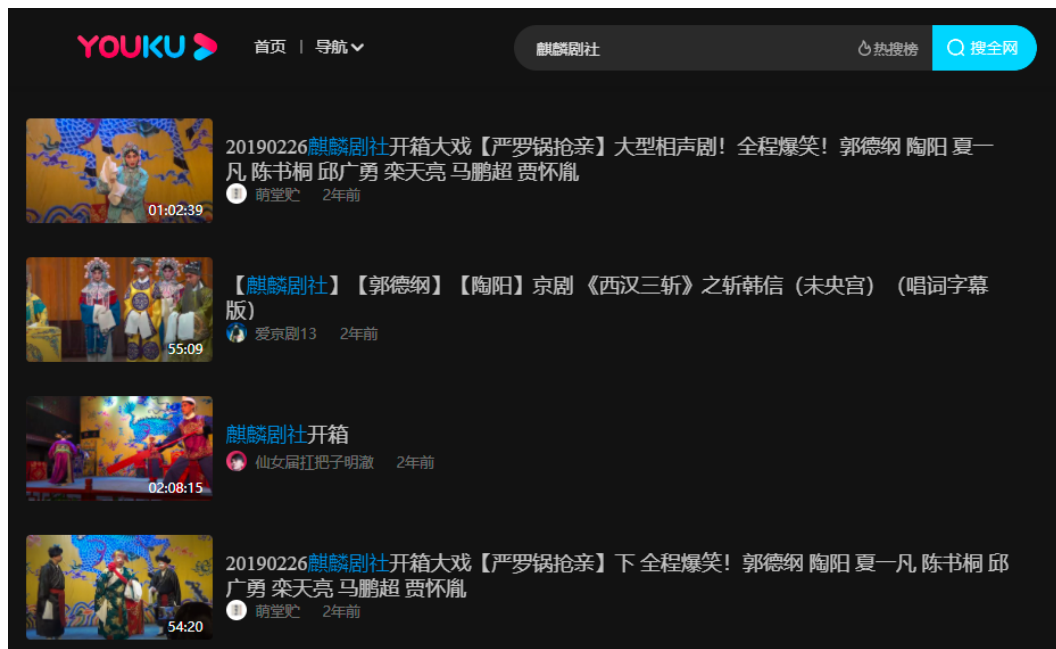 YOUKU 首页 | 导航 麒麟剧社 热搜榜 搜全网
20190226麒麟剧社开箱大戏【严罗锅抢亲】大型相声剧！全程爆笑！郭德纲 陶阳 夏一
凡 陈书桐 邱广勇 栾天亮 马鹏超 贾怀胤
萌堂贮 2年前
01:02:39
【麒麟剧社】【郭德纲】【陶阳】京剧《西汉三斩》之斩韩信（未央宫）（唱词字幕
版）
爱京剧13 2年前
55:09
麒麟剧社开箱
仙女届扛把子明澈 2年前
02:08:15
20190226麒麟剧社开箱大戏【严罗锅抢亲】下 全程爆笑！郭德纲 陶阳 夏一凡 陈书桐 邱
广勇 栾天亮 马鹏超 贾怀胤
萌堂贮 2年前
54:20